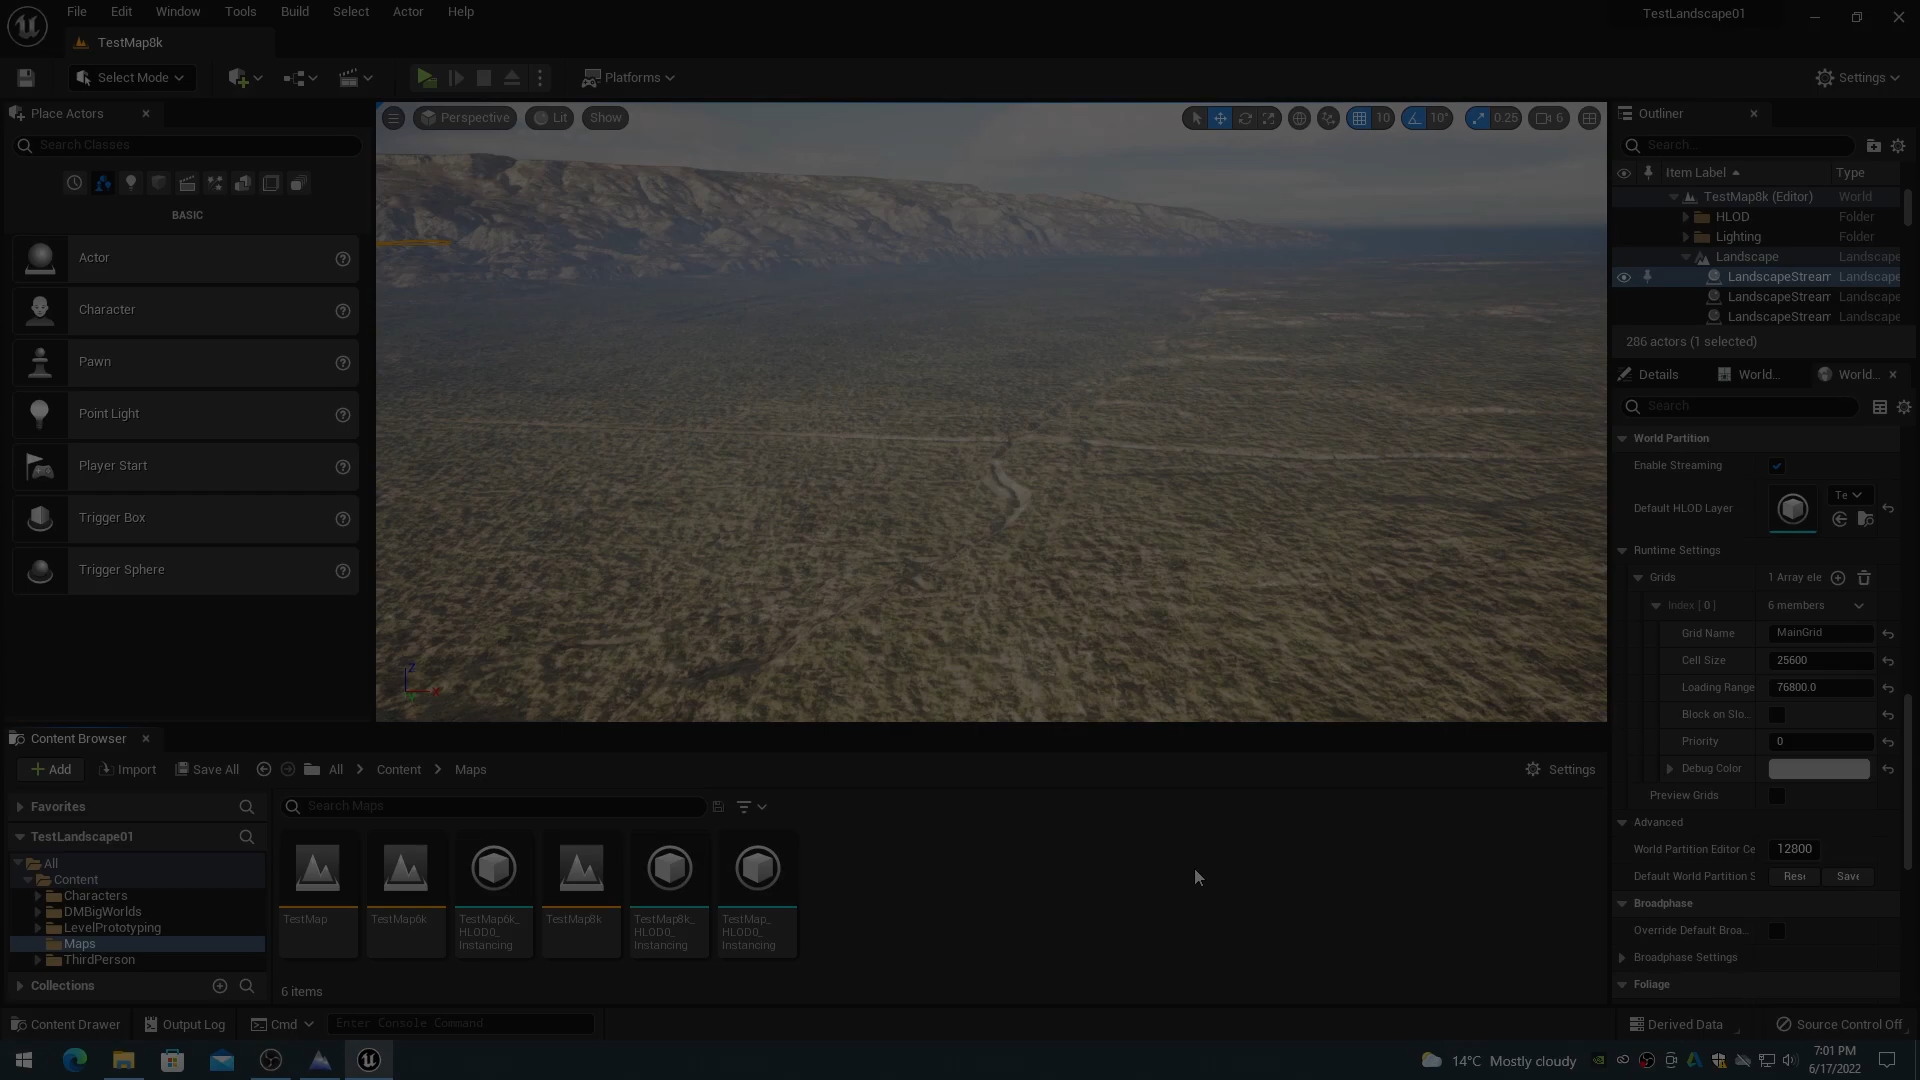 File Edit Window Tools Build Select Actor Help
TestLandscape01
TestMap8k
Select Mode
Platforms
Settings
Place Actors
Search Classes
BASIC
Actor
Character
Pawn
Point Light
Player Start
Trigger Box
Trigger Sphere
Perspective
Lit
Show
10
10°
0.25
6
Z
X
Outliner
Search...
Item Label Type
TestMap8k (Editor) World
HLOD Folder
Lighting Folder
Landscape Landscape
LandscapeStream Landscape
LandscapeStream Landscape
LandscapeStream Landscape
286 actors (1 selected)
Details World... World...
Search
World Partition
Enable Streaming
Default HLOD Layer Te
Runtime Settings
Grids 1 Array ele
Index [ 0 ] 6 members
Grid Name MainGrid
Cell Size 25600
Loading Range 76800.0
Block on Slo...
Priority 0
Debug Color
Preview Grids
Advanced
World Partition Editor Ce 12800
Default World Partition S Rese Save
Broadphase
Override Default Broa...
Broadphase Settings
Foliage
Content Browser
Add Import Save All All Content Maps Settings
Favorites
TestLandscape01
All
Content
Characters
DMBigWorlds
LevelPrototyping
Maps
ThirdPerson
Collections
Search Maps
TestMap
TestMap6k
TestMap6k_
HLOD0_
Instancing
TestMap8k
TestMap8k_
HLOD0_
Instancing
TestMap_
HLOD0_
Instancing
6 items
Content Drawer Output Log Cmd Enter Console Command Derived Data Source Control Off
14°C Mostly cloudy
7:01 PM
6/17/2022